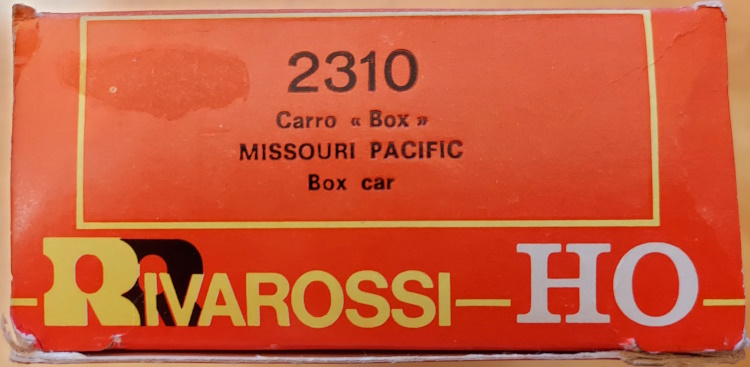 2310
Carro « Box »
MISSOURI PACIFIC
Box car
RIVAROSSI HO